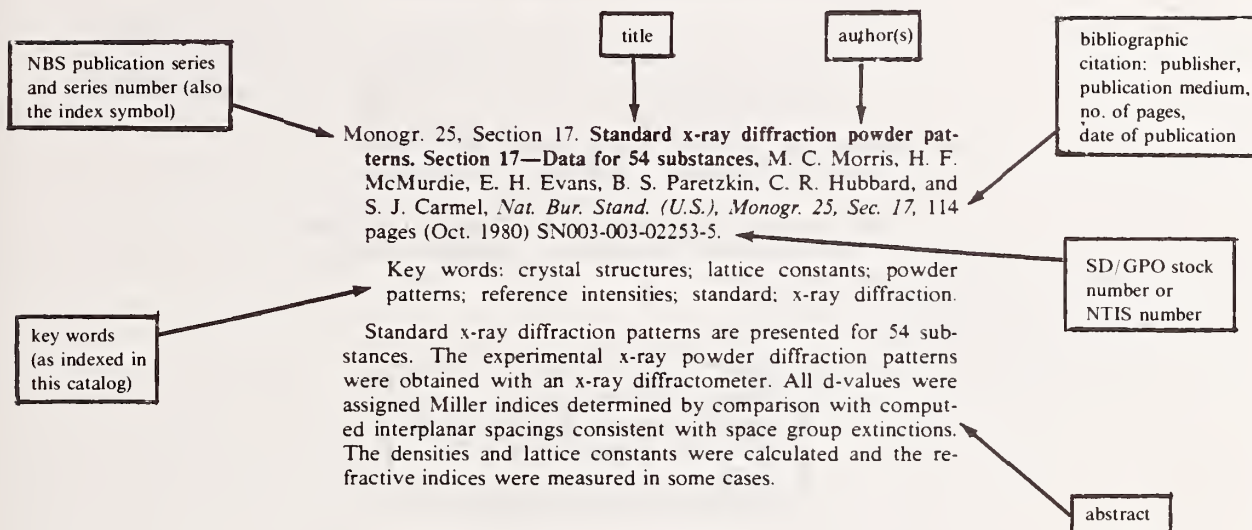 title
author(s)
NBS publication series
and series number (also
the index symbol)
bibliographic
citation: publisher,
publication medium,
no. of pages,
date of publication
Monogr. 25, Section 17. Standard x-ray diffraction powder pat-
terns. Section 17—Data for 54 substances, M. C. Morris, H. F.
McMurdie, E. H. Evans, B. S. Paretzkin, C. R. Hubbard, and
S. J. Carmel, Nat. Bur. Stand. (U.S.), Monogr. 25, Sec. 17, 114
pages (Oct. 1980) SN003-003-02253-5.
SD/GPO stock
number or
NTIS number
Key words: crystal structures; lattice constants; powder
patterns; reference intensities; standard; x-ray diffraction.
key words
(as indexed in
this catalog)
Standard x-ray diffraction patterns are presented for 54 sub-
stances. The experimental x-ray powder diffraction patterns
were obtained with an x-ray diffractometer. All d-values were
assigned Miller indices determined by comparison with comput-
ed interplanar spacings consistent with space group extinctions.
The densities and lattice constants were calculated and the re-
fractive indices were measured in some cases.
abstract